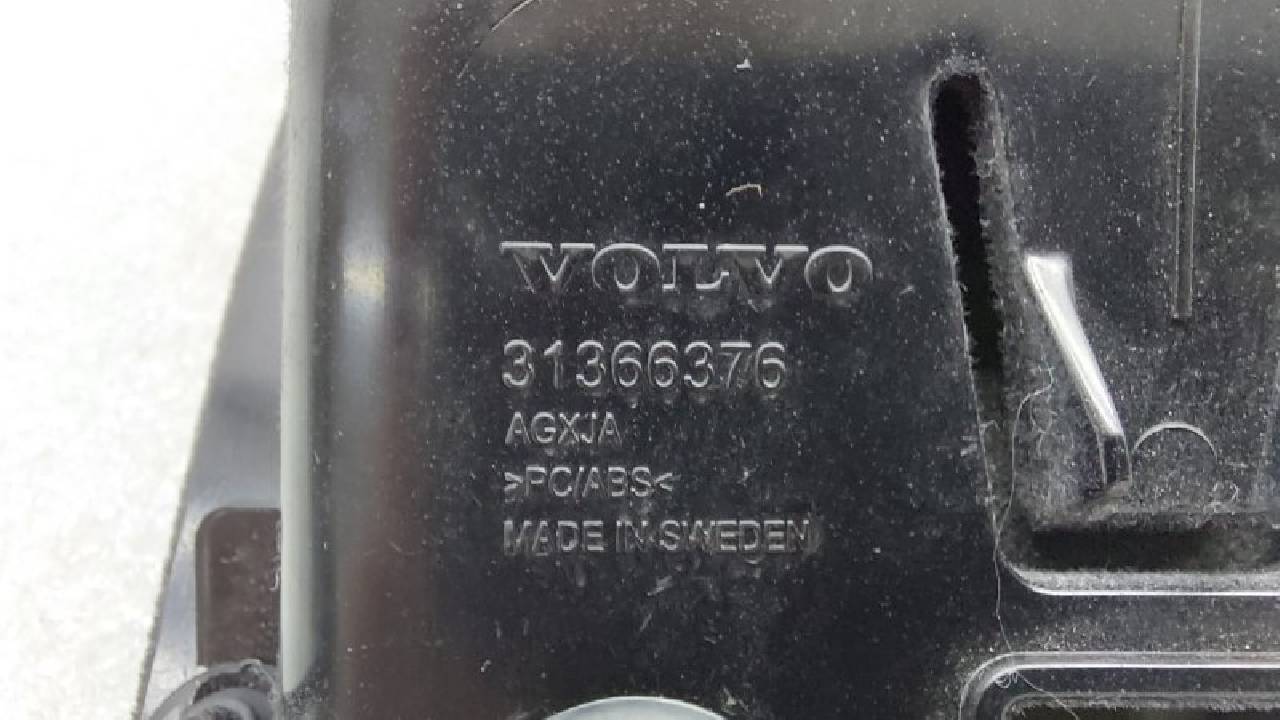 VOLVO
31366376
AGXJA
>PC/ABS<
MADE IN SWEDEN